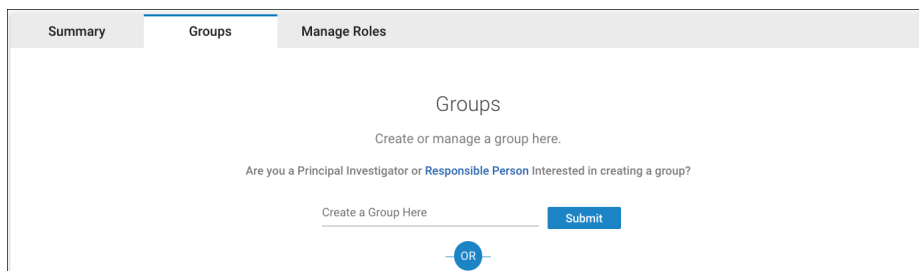 Summary Groups Manage Roles
Groups
Create or manage a group here.
Are you a Principal Investigator or Responsible Person Interested in creating a group?
Create a Group Here Submit
OR